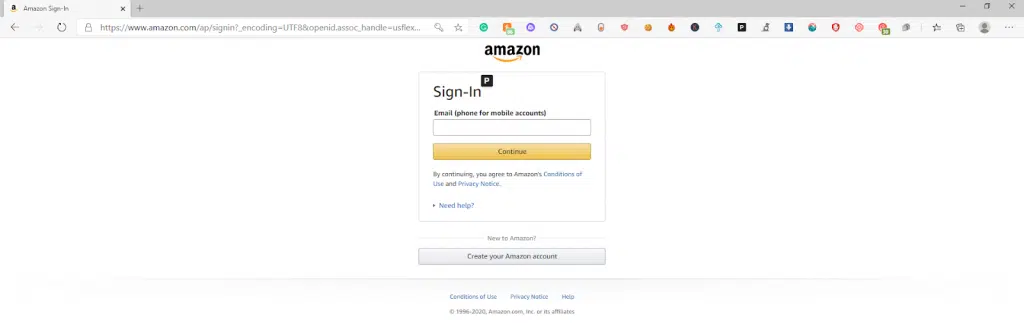 Amazon Sign-In
https://www.amazon.com/ap/signin?_encoding=UTF8&openid.assoc_handle=usflex...
amazon
P
Sign-In
Email (phone for mobile accounts)
Continue
By continuing, you agree to Amazon's Conditions of
Use and Privacy Notice.
Need help?
New to Amazon?
Create your Amazon account
Conditions of Use Privacy Notice Help
© 1996-2020, Amazon.com, Inc. or its affiliates